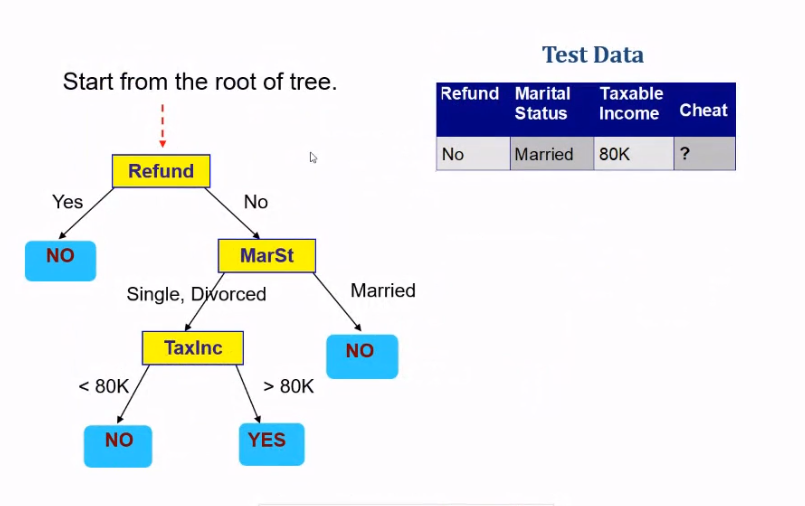 Test Data
Start from the root of tree.
Refund Marital Status Taxable Income Cheat
No Married 80K ?
Refund
Yes No
NO MarSt
Single, Divorced Married
TaxInc NO
< 80K > 80K
NO YES